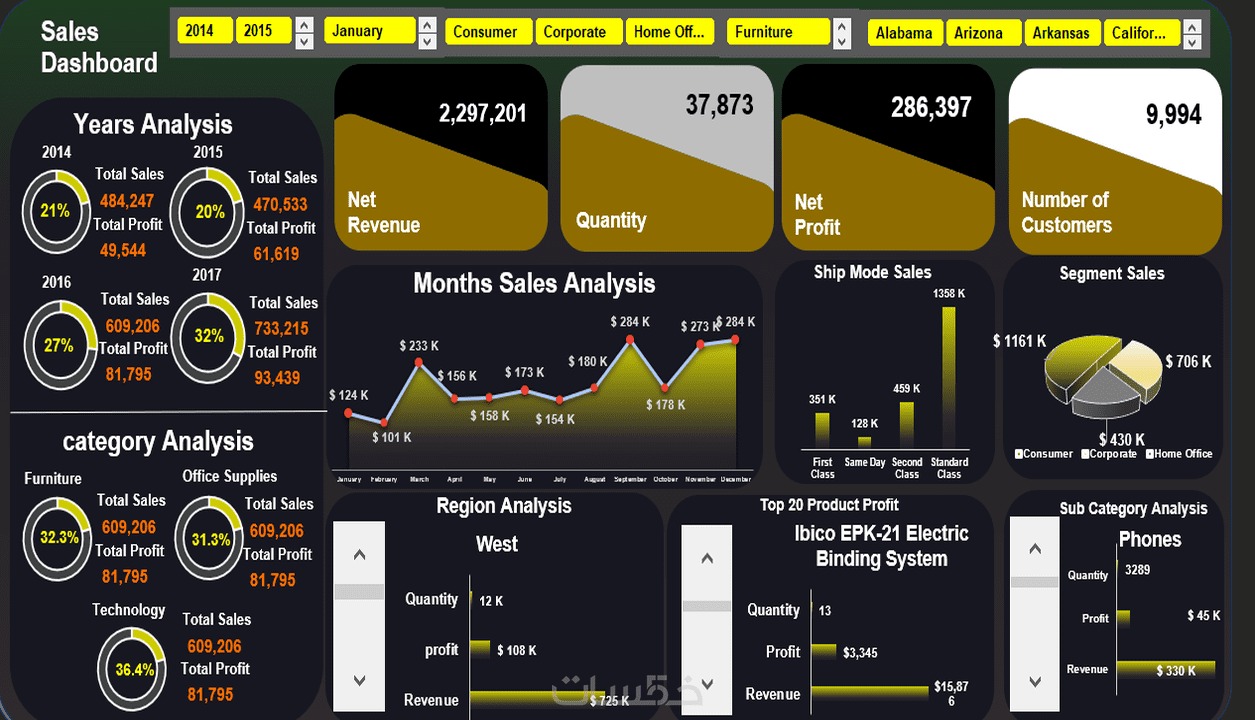 Sales
Dashboard
2014
2015
January
Consumer
Corporate
Home Off...
Furniture
Alabama
Arizona
Arkansas
Califor...
2,297,201
Net
Revenue
37,873
Quantity
286,397
Net
Profit
9,994
Number of
Customers
Years Analysis
2014
21%
Total Sales
484,247
Total Profit
49,544
2015
20%
Total Sales
470,533
Total Profit
61,619
2016
27%
Total Sales
609,206
Total Profit
81,795
2017
32%
Total Sales
733,215
Total Profit
93,439
category Analysis
Furniture
32.3%
Total Sales
609,206
Total Profit
81,795
Office Supplies
31.3%
Total Sales
609,206
Total Profit
81,795
Technology
36.4%
Total Sales
609,206
Total Profit
81,795
Months Sales Analysis
$ 124 K
$ 101 K
$ 233 K
$ 156 K
$ 158 K
$ 173 K
$ 154 K
$ 180 K
$ 284 K
$ 178 K
$ 273 K
$ 284 K
January
February
March
April
May
June
July
August
September
October
November
December
Ship Mode Sales
351 K
128 K
459 K
1358 K
First
Class
Same Day
Second
Class
Standard
Class
Segment Sales
$ 1161 K
$ 706 K
$ 430 K
Consumer
Corporate
Home Office
Region Analysis
West
Quantity
12 K
profit
$ 108 K
Revenue
$ 725 K
Top 20 Product Profit
Ibico EPK-21 Electric
Binding System
Quantity
13
Profit
$3,345
Revenue
$15,87
6
Sub Category Analysis
Phones
Quantity
3289
Profit
$ 45 K
Revenue
$ 330 K
خمسات